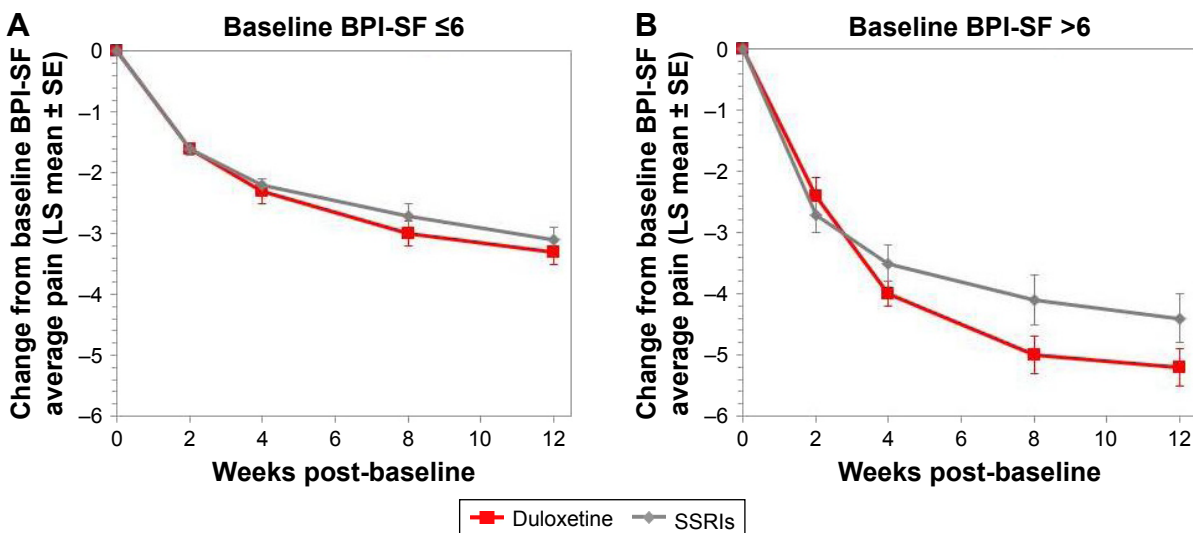 A
Baseline BPI-SF ≤6
Change from baseline BPI-SF
average pain (LS mean ± SE)
0
–1
–2
–3
–4
–5
–6
0 2 4 6 8 10 12
Weeks post-baseline
B
Baseline BPI-SF >6
Change from baseline BPI-SF
average pain (LS mean ± SE)
0
–1
–2
–3
–4
–5
–6
0 2 4 6 8 10 12
Weeks post-baseline
Duloxetine SSRIs